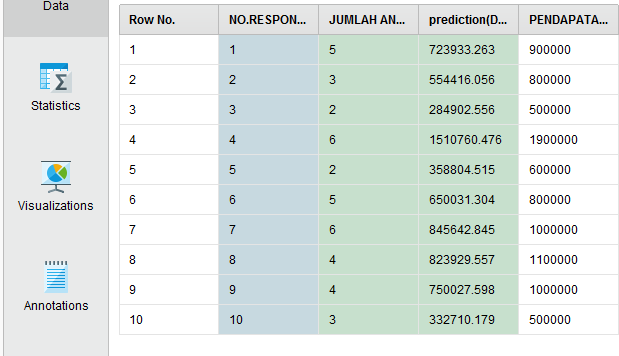 Data
Statistics
Visualizations
Annotations
Row No. NO.RESPON... JUMLAH AN... prediction(D... PENDAPATA...
1 1 5 723933.263 900000
2 2 3 554416.056 800000
3 3 2 284902.556 500000
4 4 6 1510760.476 1900000
5 5 2 358804.515 600000
6 6 5 650031.304 800000
7 7 6 845642.845 1000000
8 8 4 823929.557 1100000
9 9 4 750027.598 1000000
10 10 3 332710.179 500000